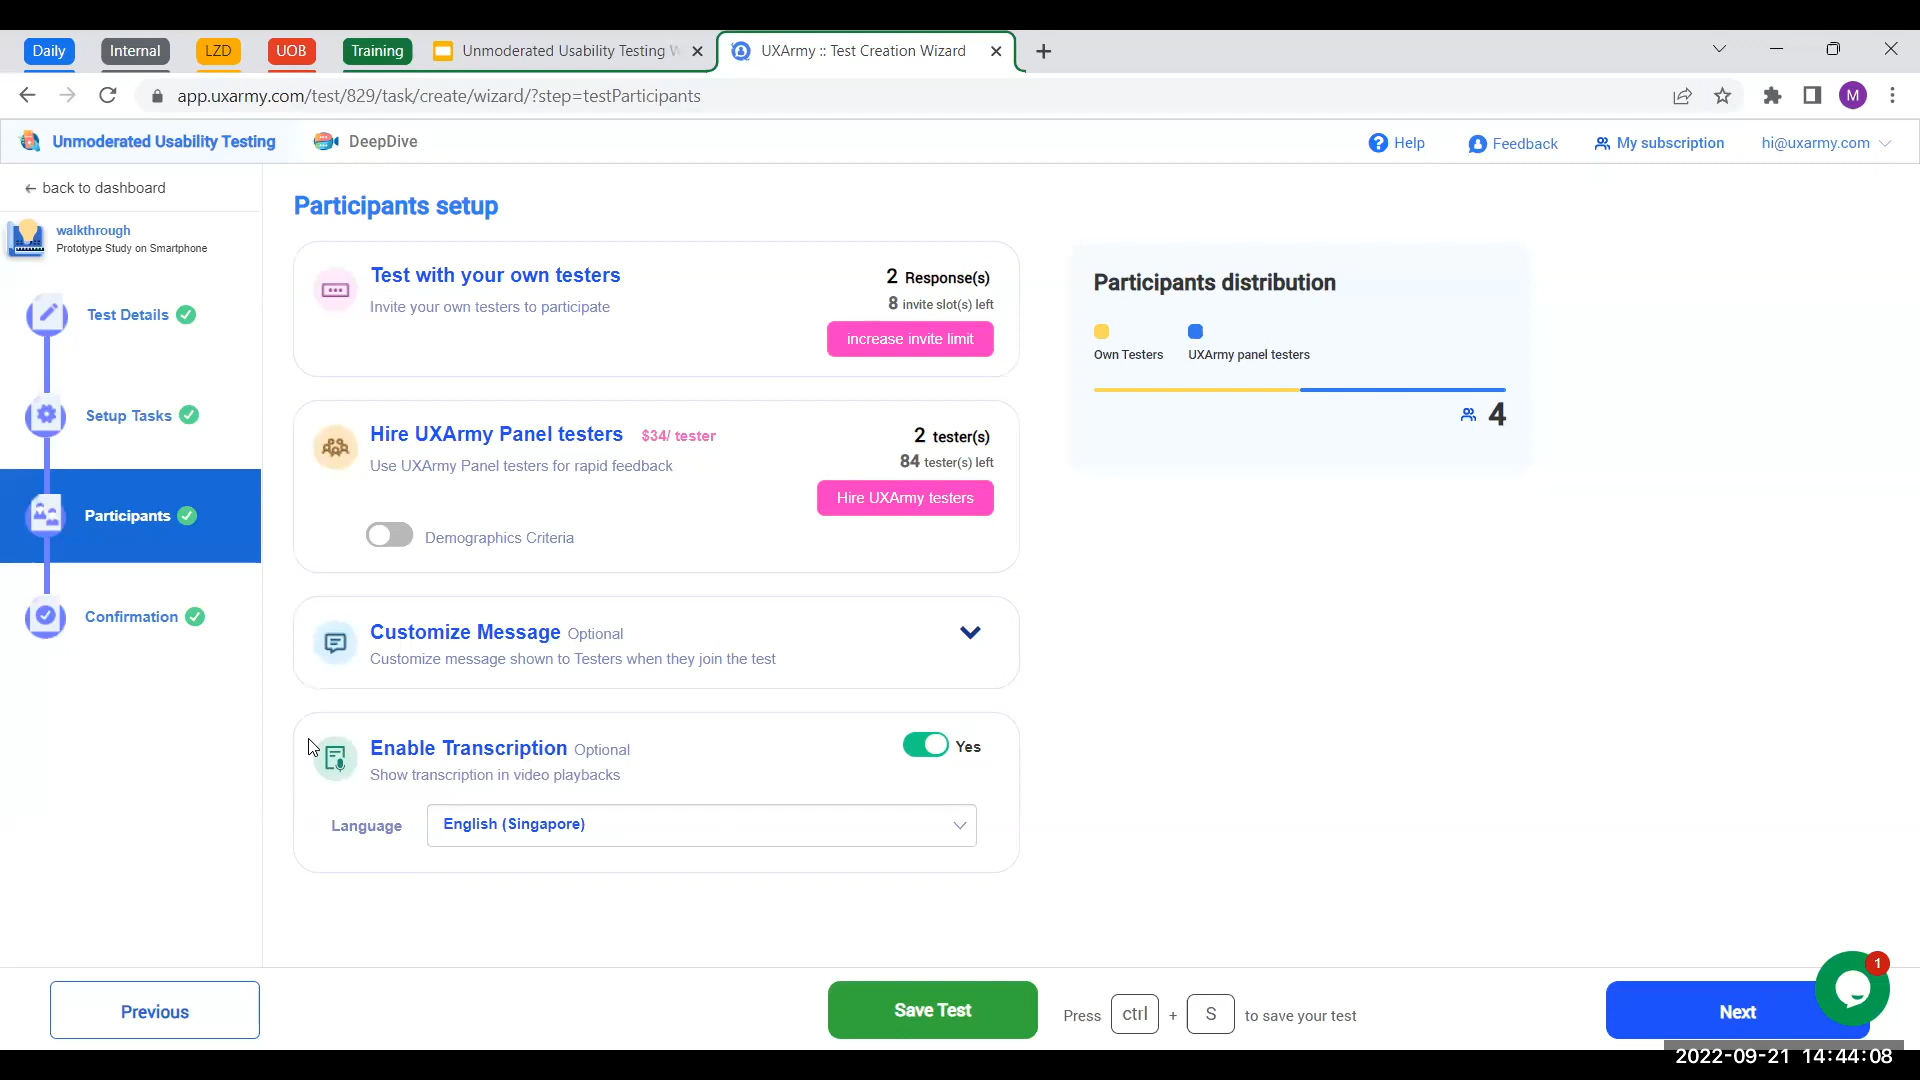 Daily
Internal
LZD
UOB
Training
Unmoderated Usability Testing
UXArmy :: Test Creation Wizard
app.uxarmy.com/test/829/task/create/wizard/?step=testParticipants
M
Unmoderated Usability Testing
DeepDive
Help
Feedback
My subscription
hi@uxarmy.com
← back to dashboard
walkthrough
Prototype Study on Smartphone
Test Details
Setup Tasks
Participants
Confirmation
Participants setup
Test with your own testers
Invite your own testers to participate
2 Response(s)
8 invite slot(s) left
increase invite limit
Hire UXArmy Panel testers $34/ tester
Use UXArmy Panel testers for rapid feedback
2 tester(s)
84 tester(s) left
Hire UXArmy testers
Demographics Criteria
Customize Message Optional
Customize message shown to Testers when they join the test
Enable Transcription Optional
Show transcription in video playbacks
Yes
Language
English (Singapore)
Participants distribution
Own Testers
UXArmy panel testers
4
Previous
Save Test
Press ctrl + S to save your test
Next
1
2022-09-21 14:44:08